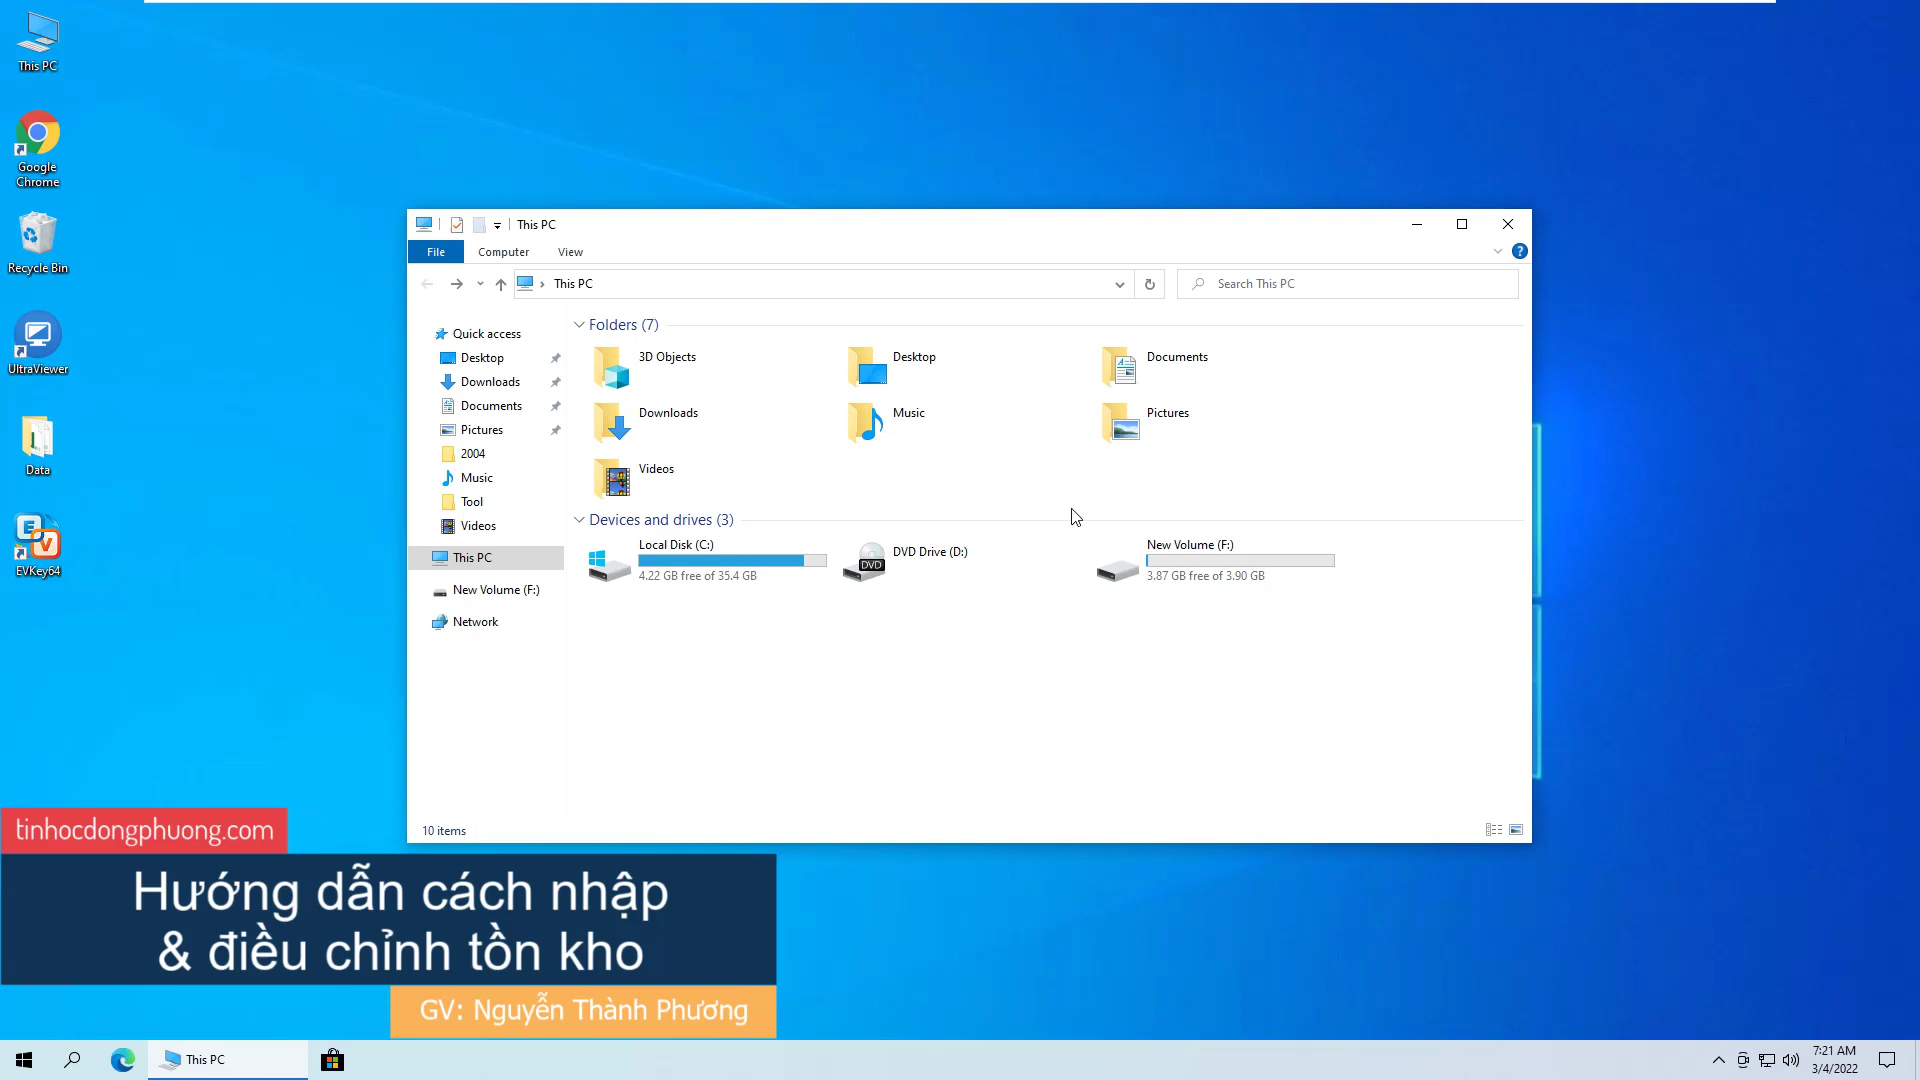 This PC
Google
Chrome
Recycle Bin
UltraViewer
Data
EVKey64
This PC
File
Computer
View
This PC
Search This PC
Quick access
Desktop
Downloads
Documents
Pictures
2004
Music
Tool
Videos
This PC
New Volume (F:)
Network
Folders (7)
3D Objects
Desktop
Documents
Downloads
Music
Pictures
Videos
Devices and drives (3)
Local Disk (C:)
4.22 GB free of 35.4 GB
DVD
DVD Drive (D:)
New Volume (F:)
3.87 GB free of 3.90 GB
10 items
tinhocdongphuong.com
Hướng dẫn cách nhập
& điều chỉnh tồn kho
GV: Nguyễn Thành Phương
This PC
7:21 AM
3/4/2022